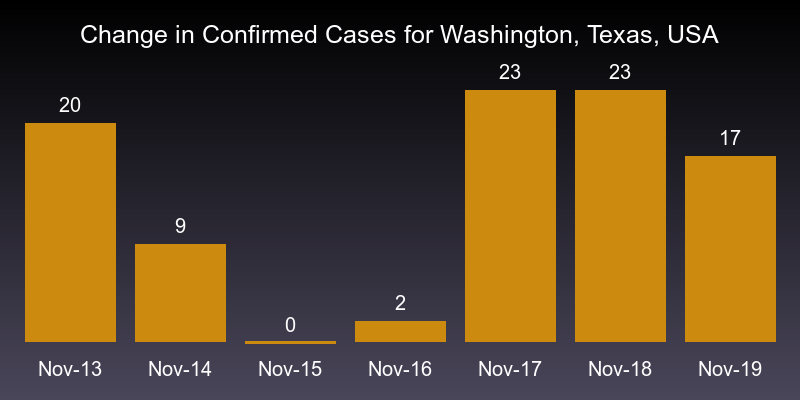 Change in Confirmed Cases for Washington, Texas, USA
20
9
0
2
23
23
17
Nov-13
Nov-14
Nov-15
Nov-16
Nov-17
Nov-18
Nov-19